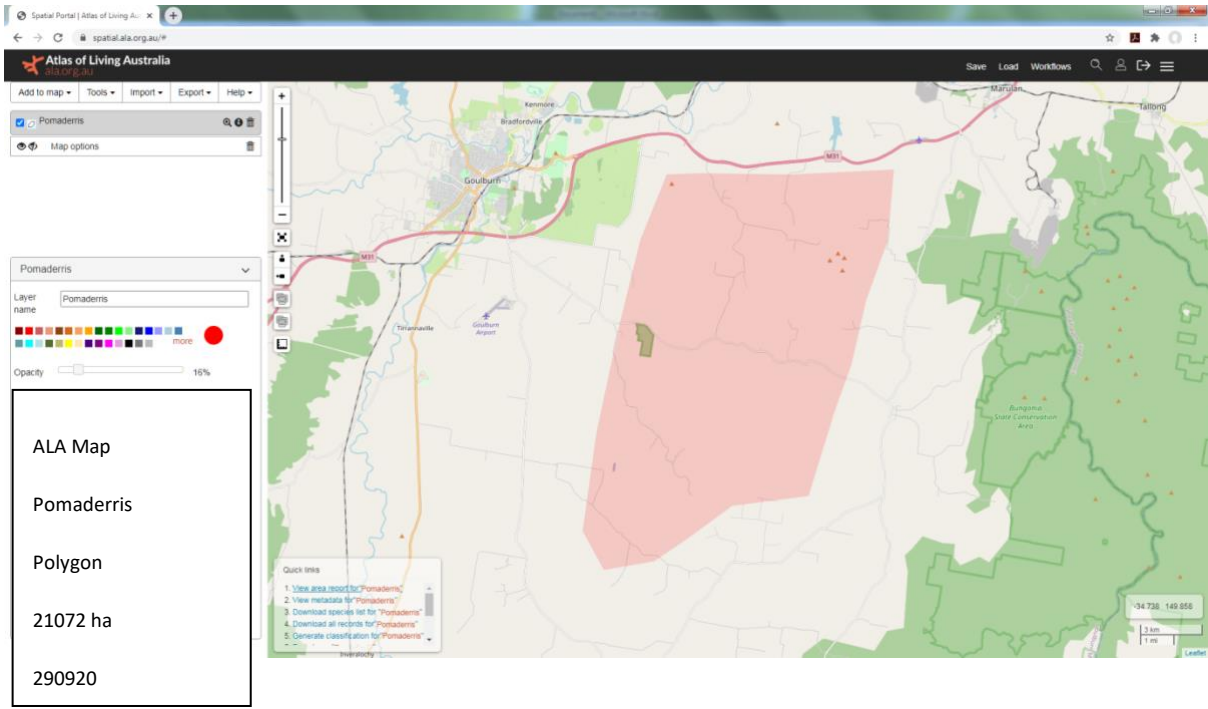 Spatial Portal | Atlas of Living Au
spatial.ala.org.au/#
Atlas of Living Australia
ala.org.au
Save Load Workflows
Add to map Tools Import Export Help
Pomaderris
Map options
Pomaderris
Layer name Pomaderris
more
Opacity 16%
ALA Map
Pomaderris
Polygon
21072 ha
290920
Kenmore
Bradfordville
Goulburn
M31
M31
Marulan
Tallong
Tirrannaville
Goulburn Airport
Bungonia State Conservation Area
Inverlochy
Quick links
1. View area report for "Pomaderris"
2. View metadata for "Pomaderris"
3. Download species list for "Pomaderris"
4. Download all records for "Pomaderris"
5. Generate classification for "Pomaderris"
-34.736 149.856
3 km
1 mi
Leaflet